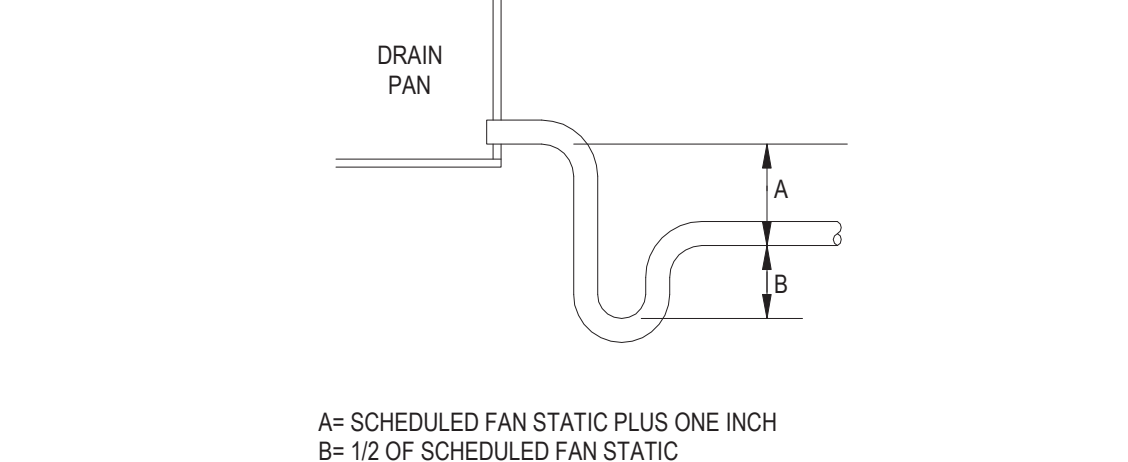 DRAIN
PAN
A
B
A= SCHEDULED FAN STATIC PLUS ONE INCH
B= 1/2 OF SCHEDULED FAN STATIC